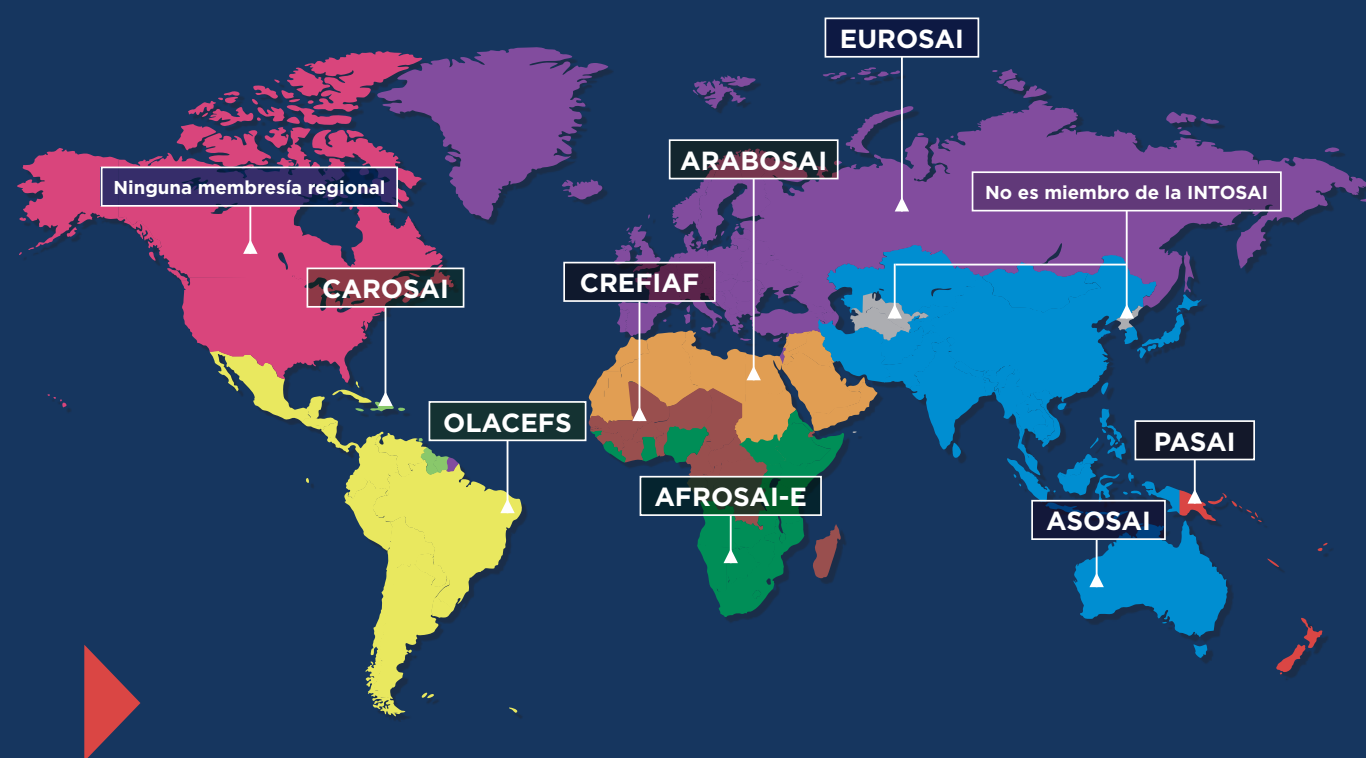 EUROSAI
ARABOSAI
Ninguna membresía regional
No es miembro de la INTOSAI
CAROSAI
CREFIAF
OLACEFS
PASAI
AFROSAI-E
ASOSAI